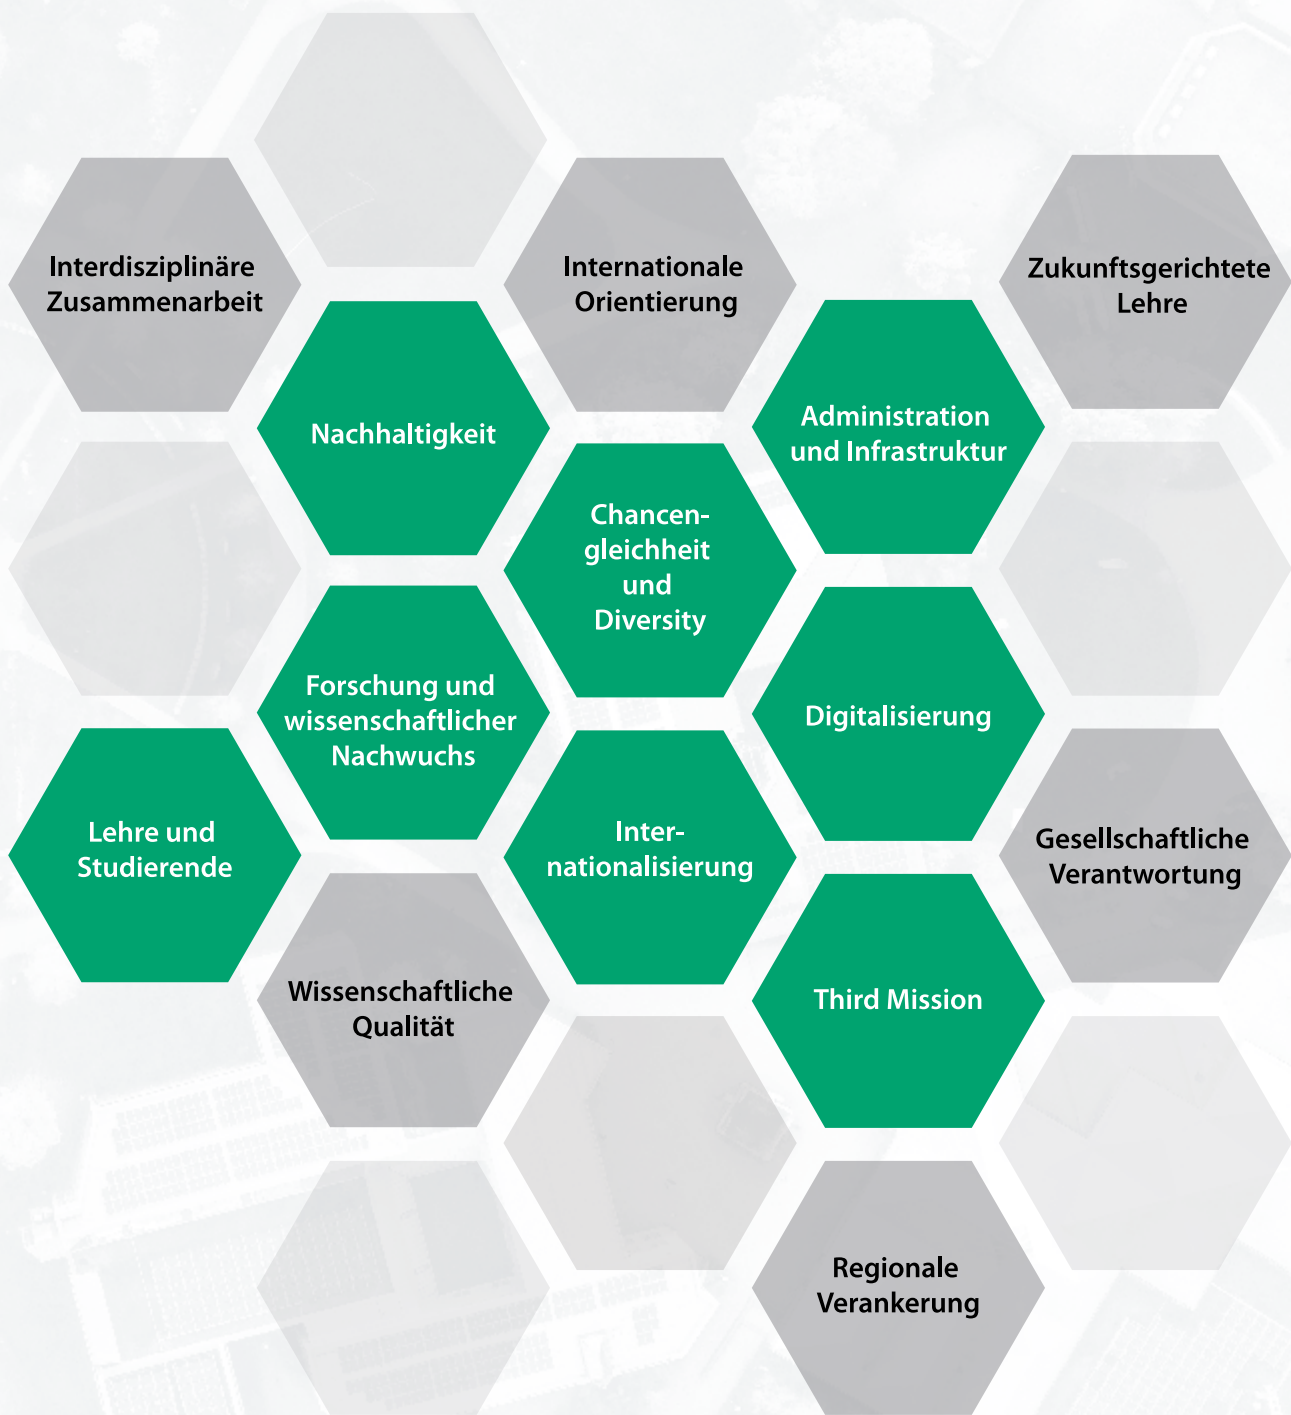 Interdisziplinäre
Zusammenarbeit
Internationale
Orientierung
Zukunftsgerichtete
Lehre
Nachhaltigkeit
Administration
und Infrastruktur
Chancen-
gleichheit
und
Diversity
Forschung und
wissenschaftlicher
Nachwuchs
Digitalisierung
Lehre und
Studierende
Inter-
nationalisierung
Gesellschaftliche
Verantwortung
Wissenschaftliche
Qualität
Third Mission
Regionale
Verankerung